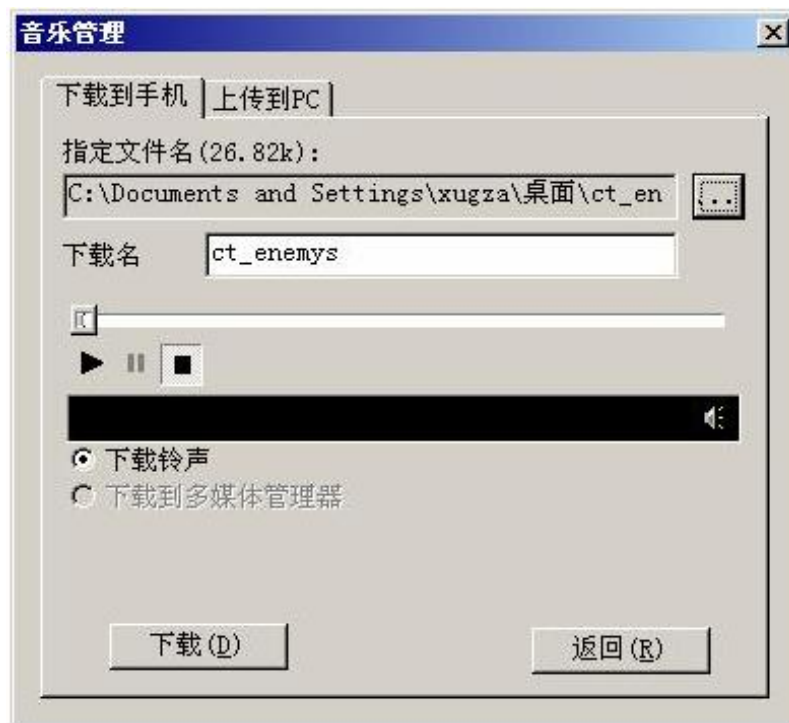 音乐管理
下载到手机 上传到PC
指定文件名(26.82k):
C:\Documents and Settings\xugza\桌面\ct_en ...
下载名 ct_enemys
下载铃声
下载到多媒体管理器
下载(D) 返回(R)